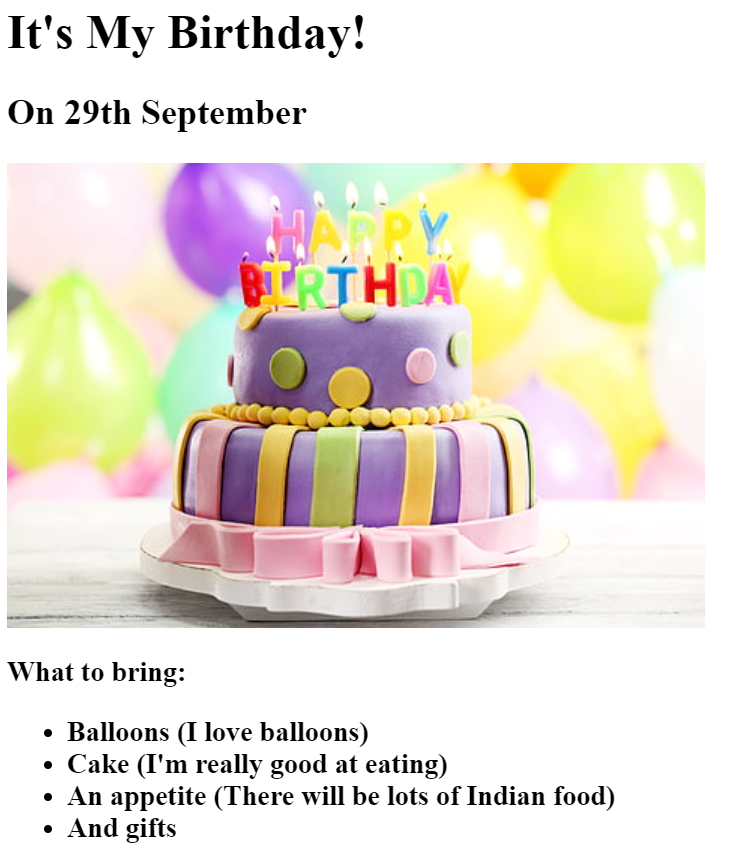 It's My Birthday!
On 29th September
HAPPY
BIRTHDAY
What to bring:
Balloons (I love balloons)
Cake (I'm really good at eating)
An appetite (There will be lots of Indian food)
And gifts